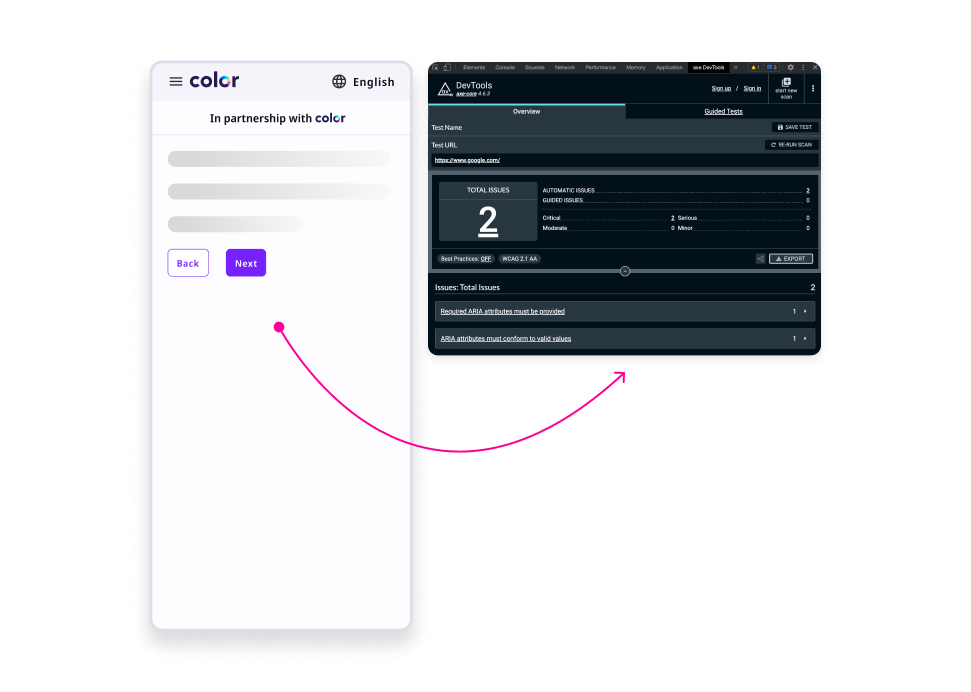 color
English
In partnership with color
Back
Next
Elements Console Sources Network Performance Memory Application axe DevTools » 1 3
DevTools
axe-core 4.6.3
Sign up / Sign in
start new scan
Overview
Guided Tests
Test Name
SAVE TEST
Test URL
RE-RUN SCAN
https://www.google.com/
TOTAL ISSUES
2
AUTOMATIC ISSUES 2
GUIDED ISSUES 0
Critical 2 Serious 0
Moderate 0 Minor 0
Best Practices: OFF
WCAG 2.1 AA
EXPORT
Issues: Total Issues 2
Required ARIA attributes must be provided 1
ARIA attributes must conform to valid values 1